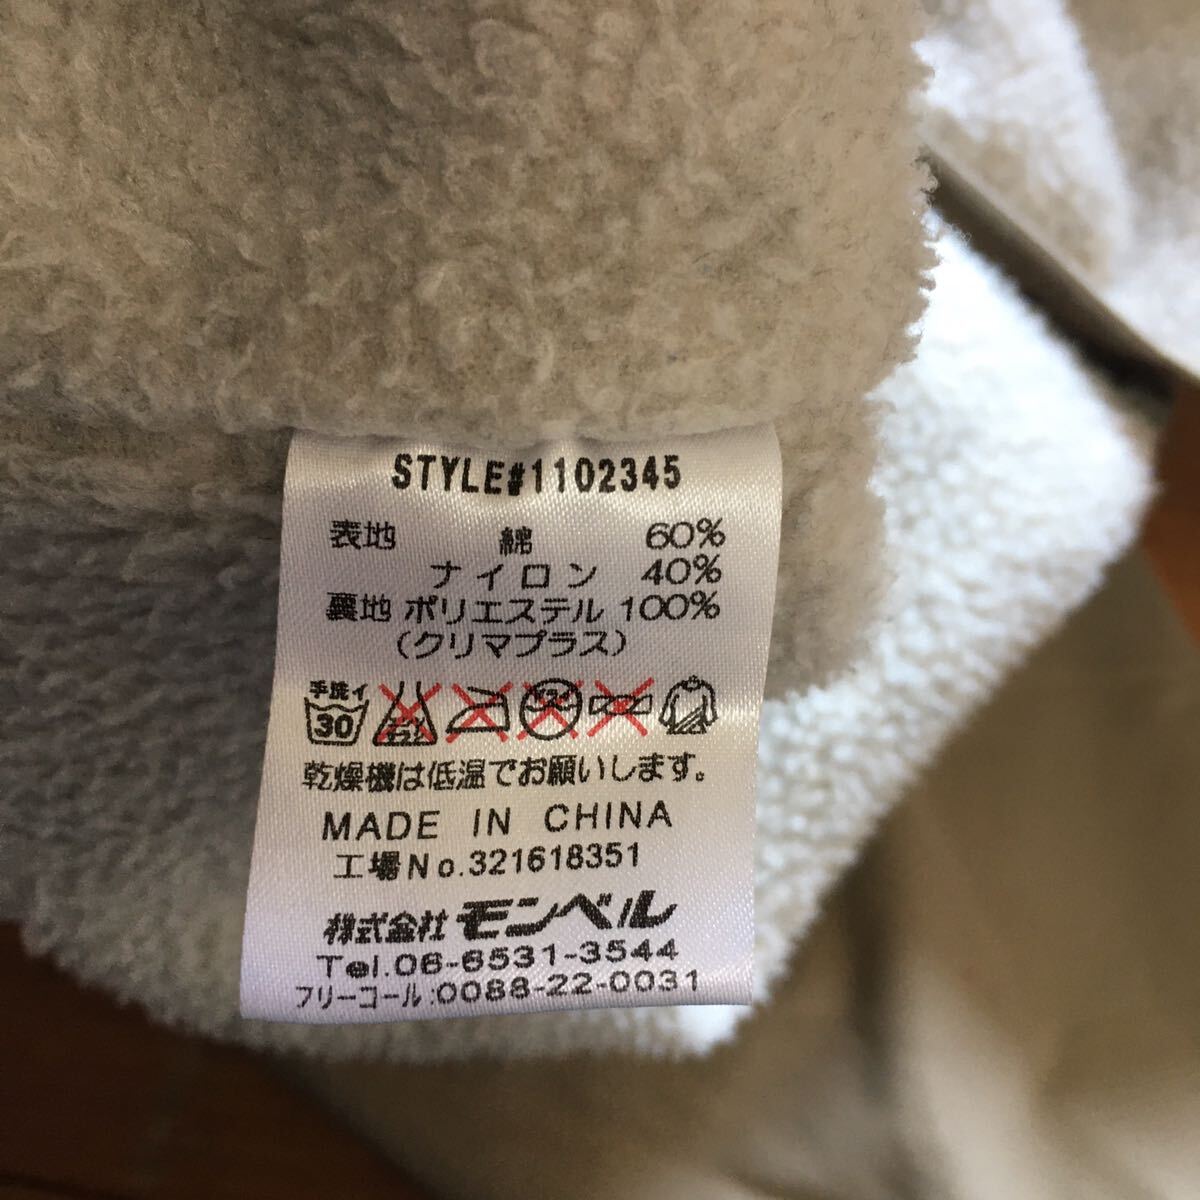 STYLE#1102345
表地 綿 60%
ナイロン 40%
裏地 ポリエステル 100%
(クリマプラス)
手洗イ
30
乾燥機は低温でお願いします。
MADE IN CHINA
工場No.321618351
株式会社 モンベル
Tel.06-6531-3544
フリーコール:0088-22-0031